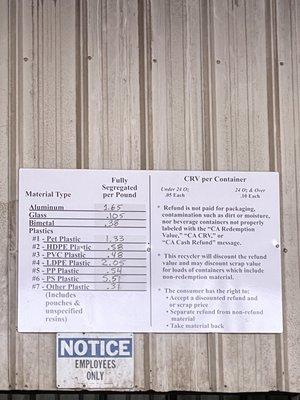 Fully
Segregated
Material Type per Pound
Aluminum 1.65
Glass .105
Bimetal .38
Plastics
#1 - Pet Plastic 1.33
#2 - HDPE Plastic .58
#3 - PVC Plastic .48
#4 - LDPE Plastic 2.05
#5 - PP Plastic .54
#6 - PS Plastic 5.51
#7 - Other Plastic .31
(Includes
pouches &
unspecified
resins)
CRV per Container
Under 24 Oz 24 Oz & Over
.05 Each .10 Each
* Refund is not paid for packaging,
contamination such as dirt or moisture,
nor beverage containers not properly
labeled with the “CA Redemption
Value,” “CA CRV,” or
“CA Cash Refund” message.
* This recycler will discount the refund
value and may discount scrap value
for loads of containers which include
non-redemption material.
* The consumer has the right to:
- Accept a discounted refund and
or scrap price
- Separate refund from non-refund
material
- Take material back
NOTICE
EMPLOYEES
ONLY